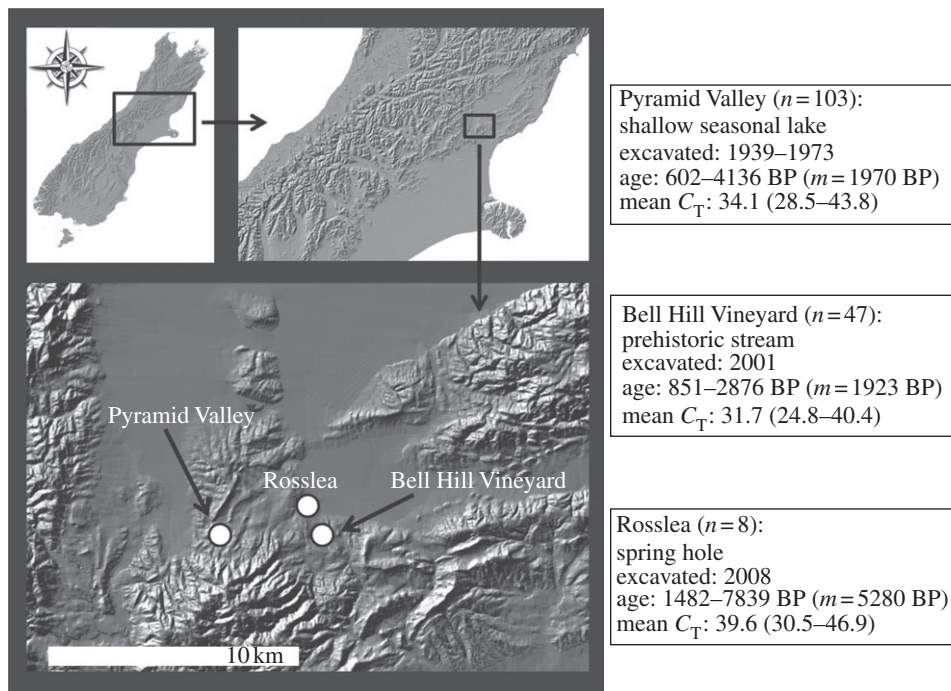 Pyramid Valley (n = 103):
shallow seasonal lake
excavated: 1939–1973
age: 602–4136 BP (m = 1970 BP)
mean C_T: 34.1 (28.5–43.8)
Bell Hill Vineyard (n = 47):
prehistoric stream
excavated: 2001
age: 851–2876 BP (m = 1923 BP)
mean C_T: 31.7 (24.8–40.4)
Rosslea (n = 8):
spring hole
excavated: 2008
age: 1482–7839 BP (m = 5280 BP)
mean C_T: 39.6 (30.5–46.9)
Pyramid Valley
Rosslea
Bell Hill Vineyard
10 km